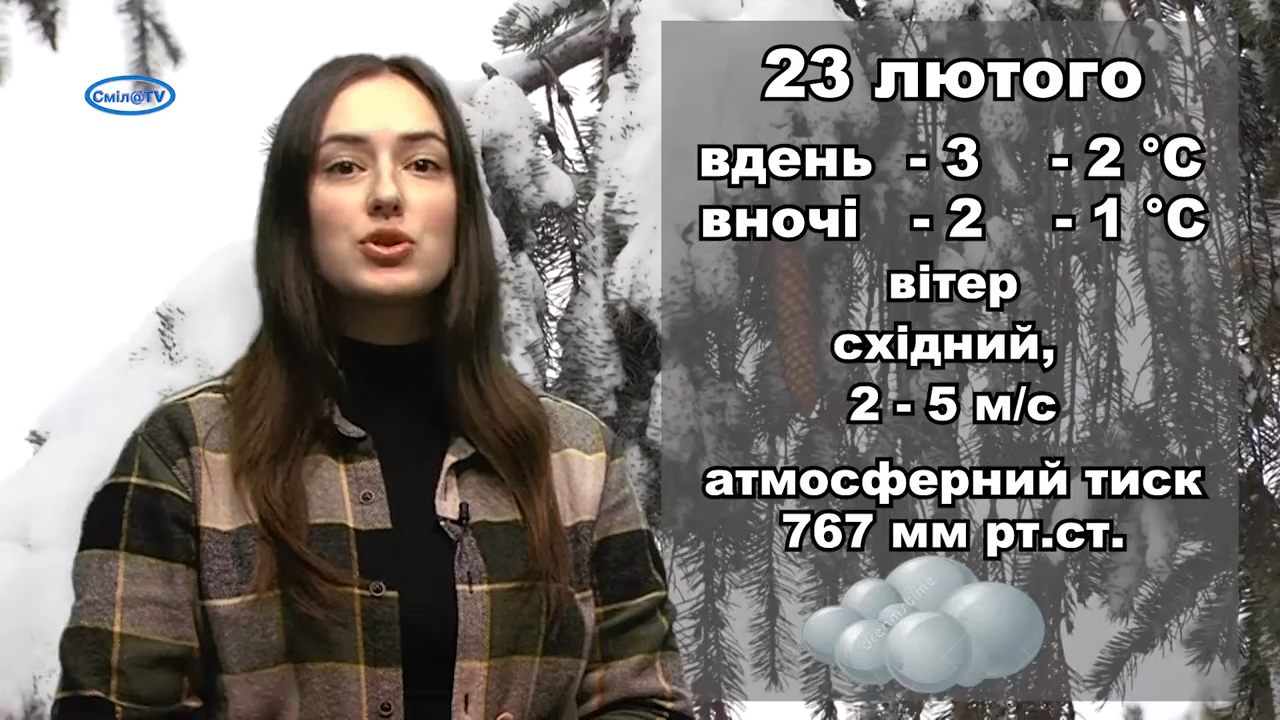 Сміл@TV
23 лютого
вдень - 3 - 2 °C
вночі - 2 - 1 °C
вітер
східний,
2 - 5 м/с
атмосферний тиск
767 мм рт.ст.
dreamstime